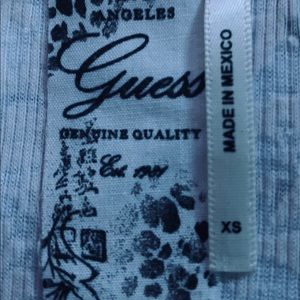 ANGELES
Guess
GENUINE QUALITY
Est. 1981
MADE IN MEXICO
XS